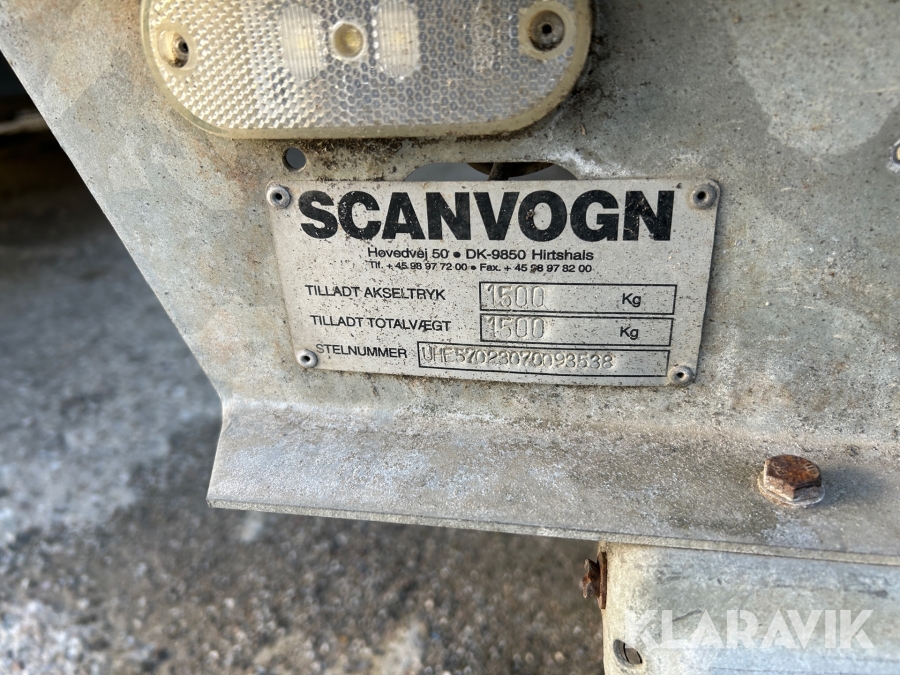 SCANVOGN
Hovedvej 50 • DK-9850 Hirtshals
Tlf. + 45 98 97 72 00 • Fax. + 45 98 97 82 00
TILLADT AKSELTRYK 1500 Kg
TILLADT TOTALVÆGT 1500 Kg
STELNUMMER UHE57023070093538
KLARAVIK